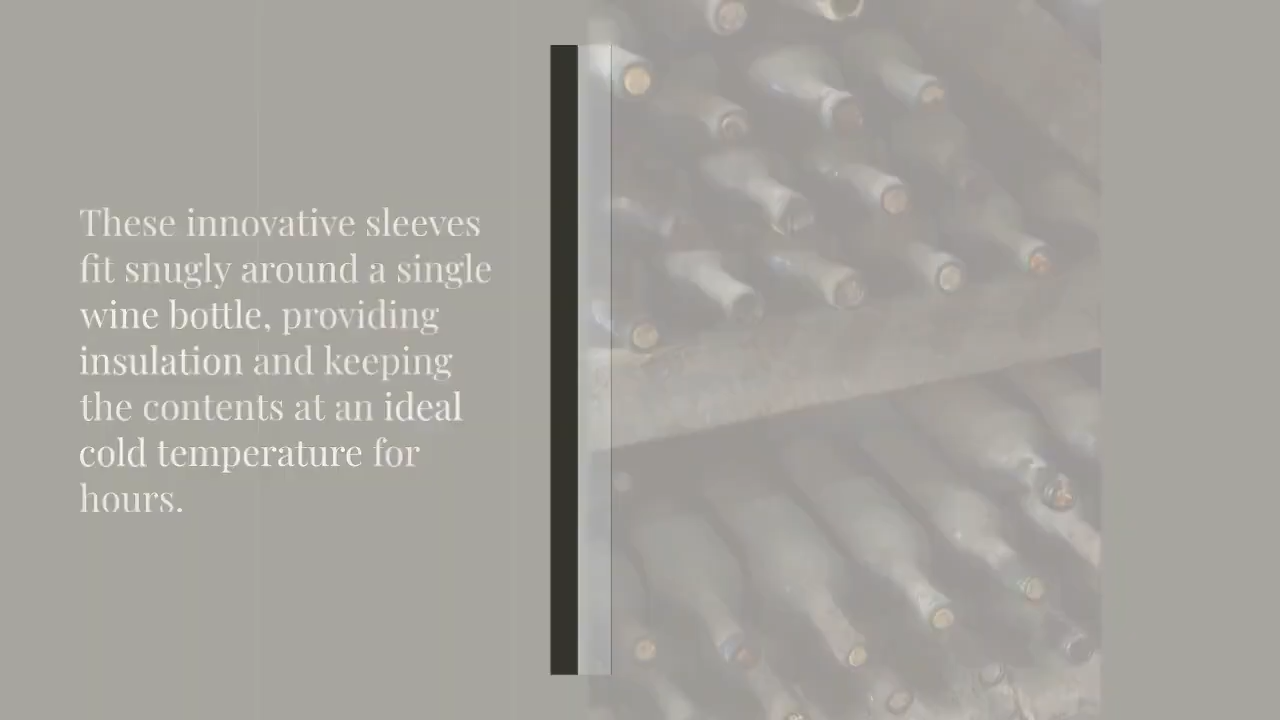 These innovative sleeves
fit snugly around a single
wine bottle, providing
insulation and keeping
the contents at an ideal
cold temperature for
hours.